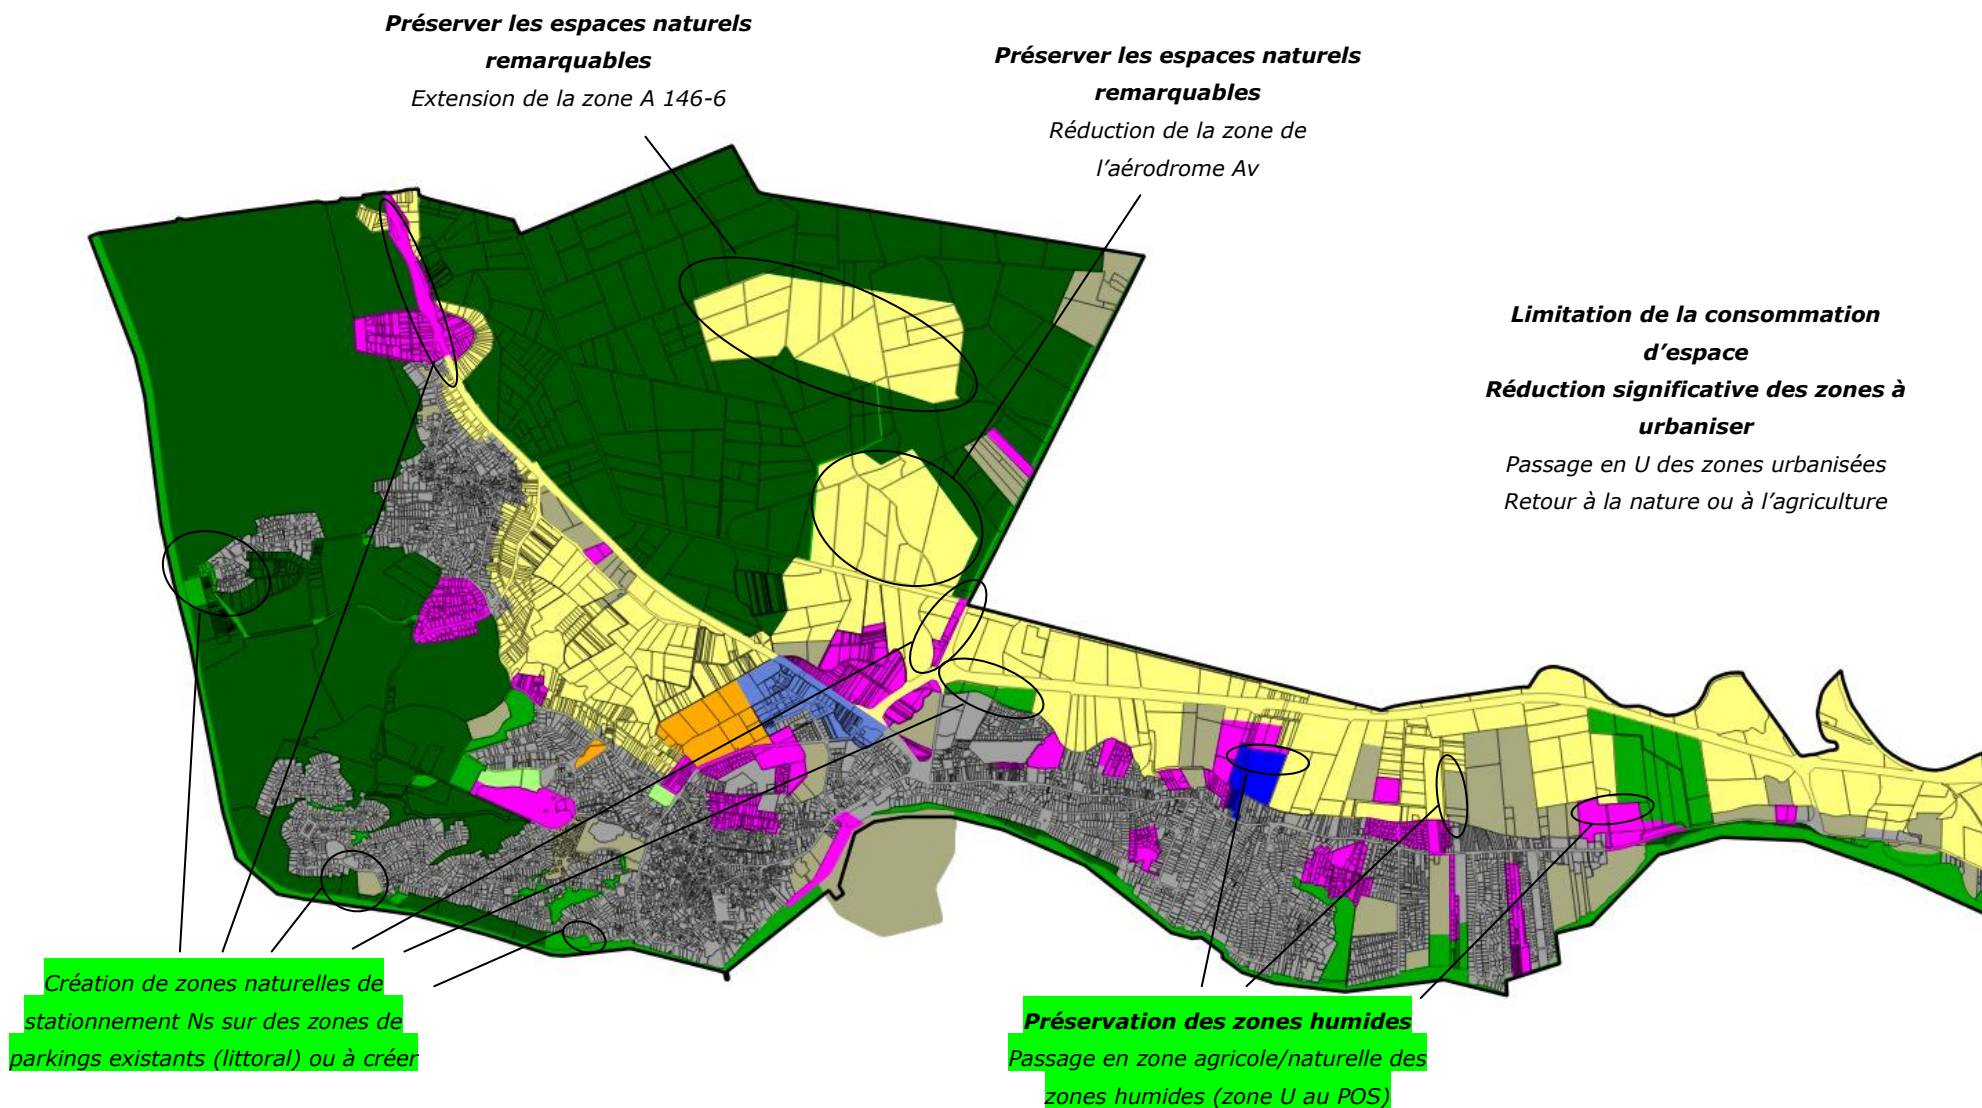 Préserver les espaces naturels
remarquables
Extension de la zone A 146-6
Préserver les espaces naturels
remarquables
Réduction de la zone de
l’aérodrome Av
Limitation de la consommation
d’espace
Réduction significative des zones à
urbaniser
Passage en U des zones urbanisées
Retour à la nature ou à l’agriculture
Création de zones naturelles de
stationnement Ns sur des zones de
parkings existants (littoral) ou à créer
Préservation des zones humides
Passage en zone agricole/naturelle des
zones humides (zone U au POS)